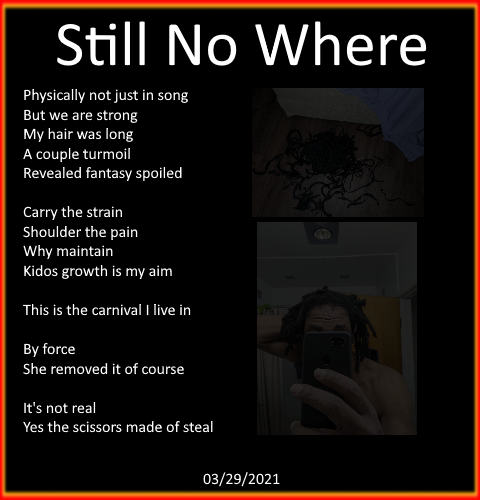 Still No Where
Physically not just in song
But we are strong
My hair was long
A couple turmoil
Revealed fantasy spoiled
Carry the strain
Shoulder the pain
Why maintain
Kidos growth is my aim
This is the carnival I live in
By force
She removed it of course
It's not real
Yes the scissors made of steal
03/29/2021